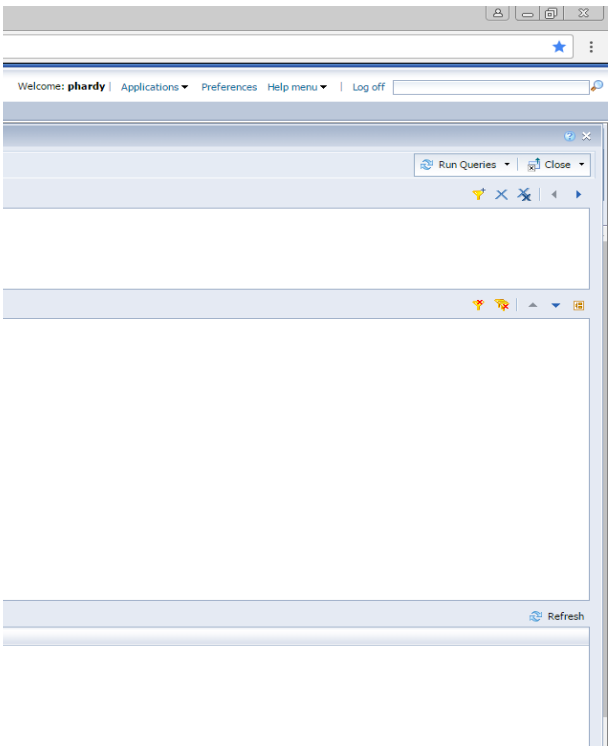 Welcome: phardy | Applications Preferences Help menu | Log off
Run Queries Close
Refresh